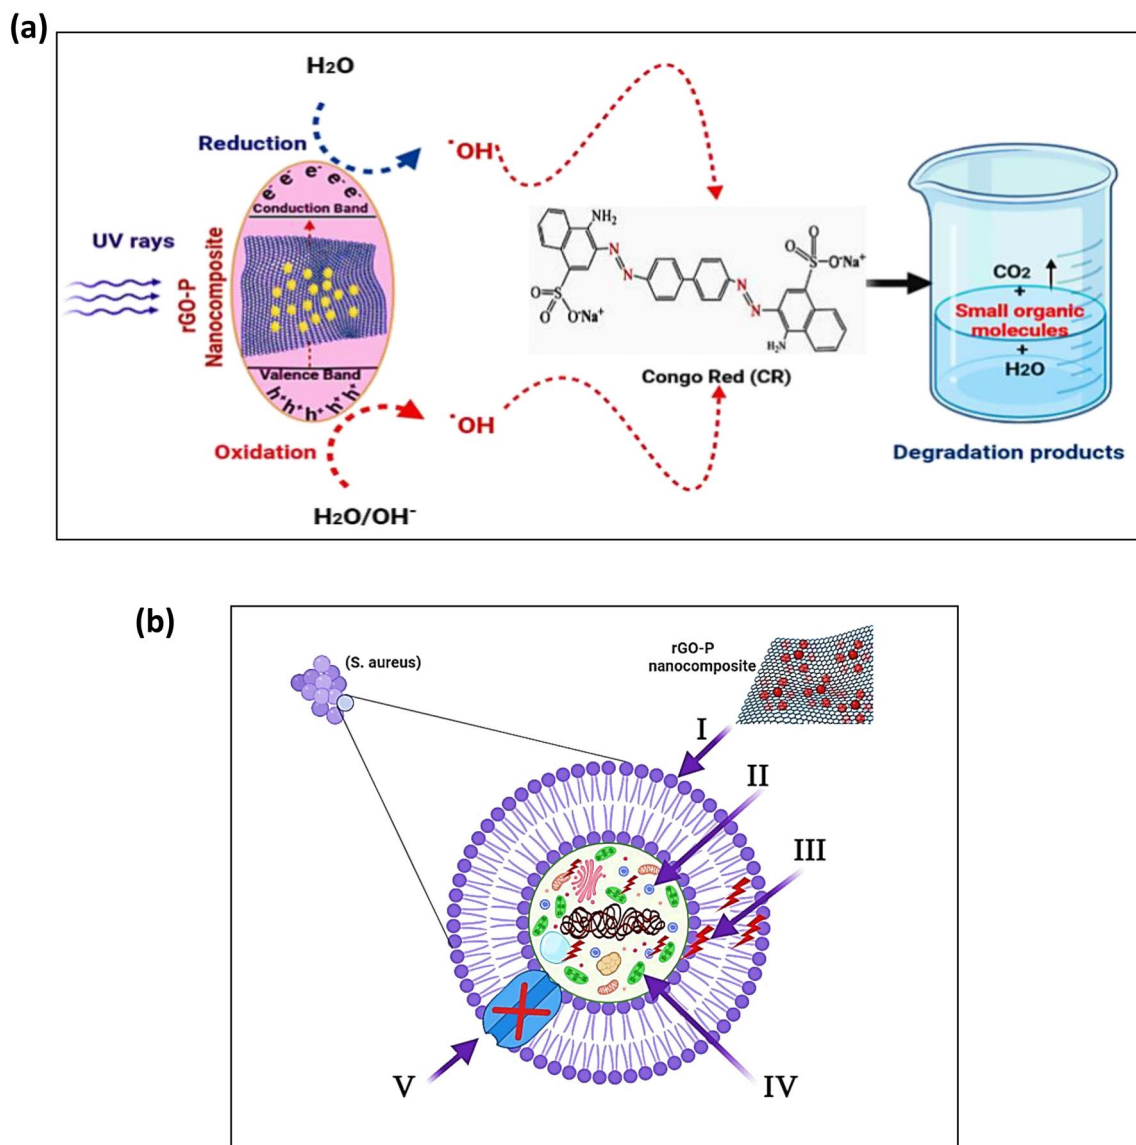 (a)
H2O
Reduction
·OH
e- e- e- e- e-
Conduction Band
UV rays
rGO-P
Nanocomposite
Valence Band
h+ h+ h+ h+ h+
Oxidation
H2O/OH-
·OH
NH2
N
N
O
O
S
O-Na+
O
S
O
O-Na+
N
N
H2N
Congo Red (CR)
CO2
+
Small organic
molecules
+
H2O
Degradation products
(b)
(S. aureus)
rGO-P
nanocomposite
I
II
III
IV
V